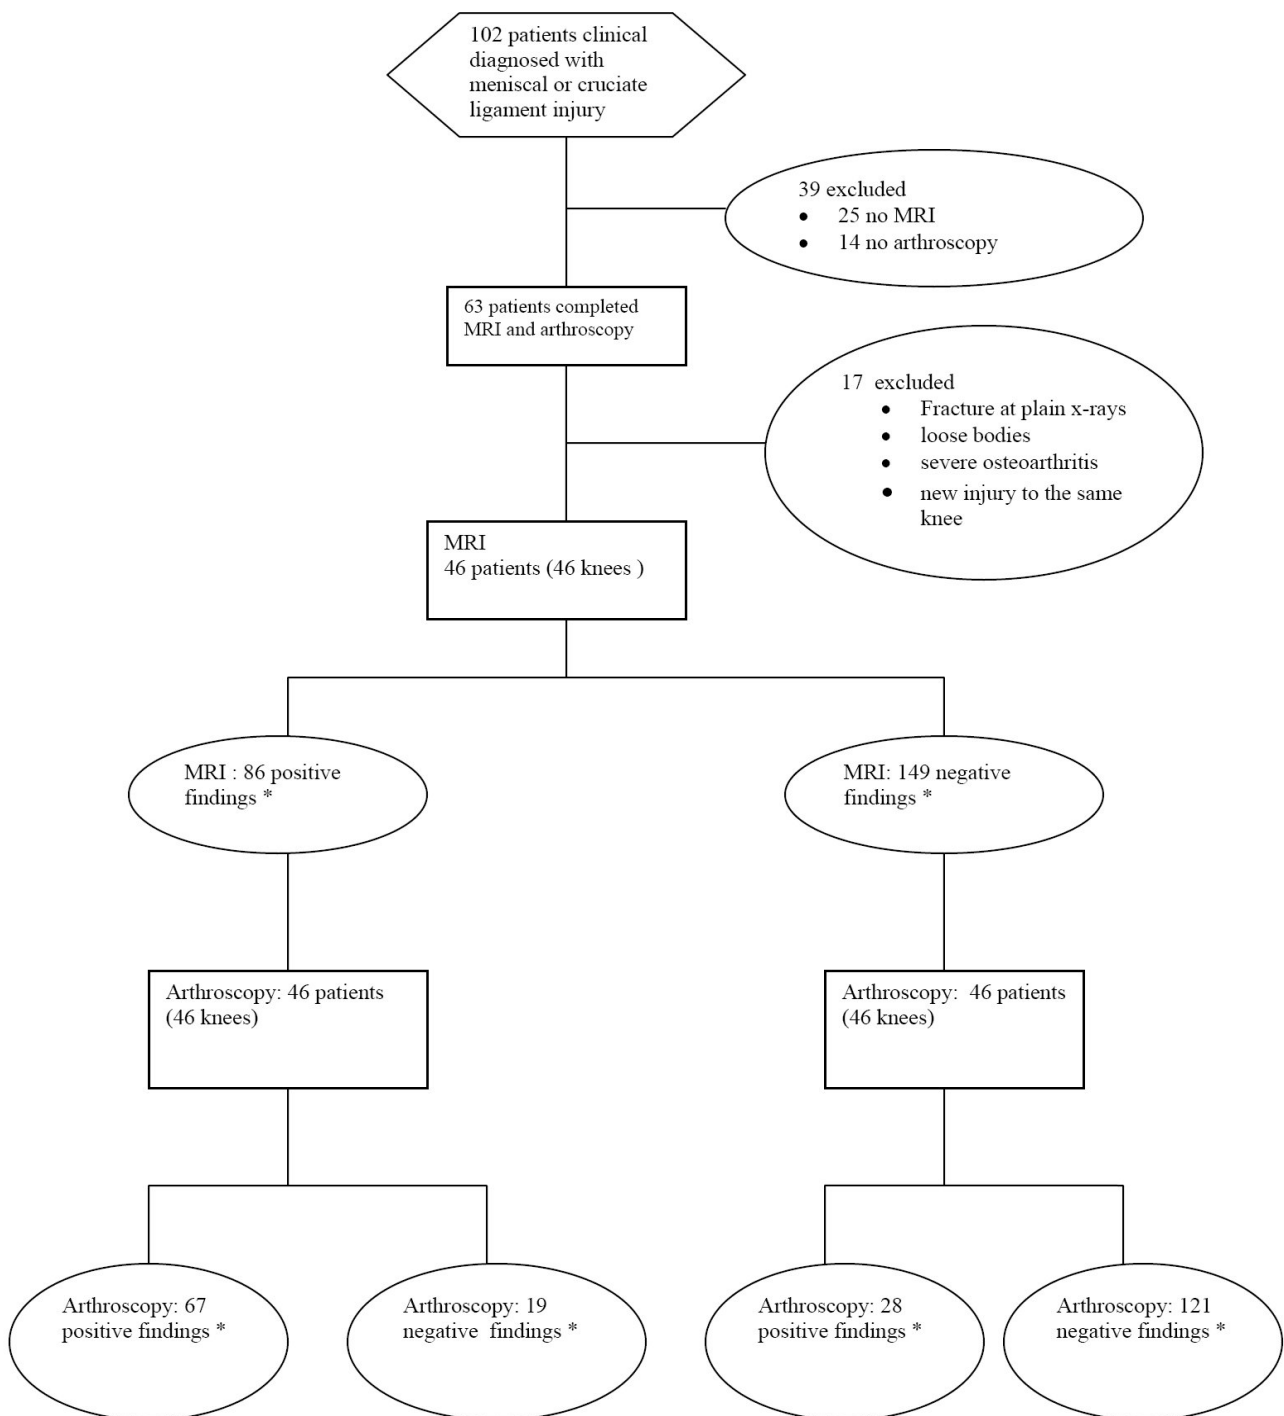 102 patients clinical
diagnosed with
meniscal or cruciate
ligament injury
39 excluded
• 25 no MRI
• 14 no arthroscopy
63 patients completed
MRI and arthroscopy
17 excluded
• Fracture at plain x-rays
• loose bodies
• severe osteoarthritis
• new injury to the same
knee
MRI
46 patients (46 knees )
MRI : 86 positive
findings *
MRI: 149 negative
findings *
Arthroscopy: 46 patients
(46 knees)
Arthroscopy: 46 patients
(46 knees)
Arthroscopy: 67
positive findings *
Arthroscopy: 19
negative findings *
Arthroscopy: 28
positive findings *
Arthroscopy: 121
negative findings *